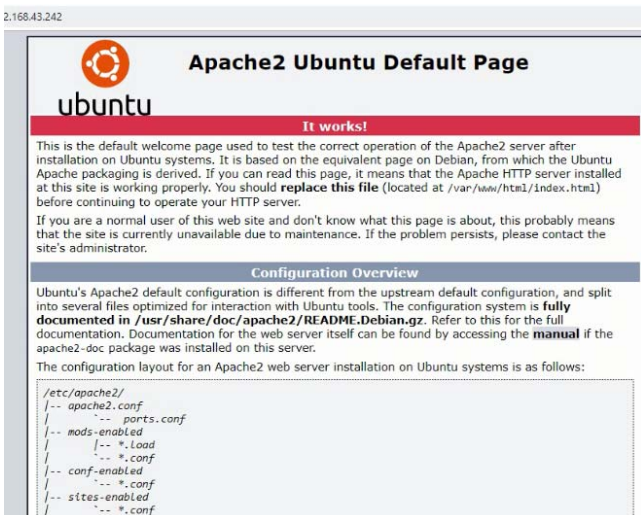 2.168.43.242
Apache2 Ubuntu Default Page
ubuntu
It works!
This is the default welcome page used to test the correct operation of the Apache2 server after
installation on Ubuntu systems. It is based on the equivalent page on Debian, from which the Ubuntu
Apache packaging is derived. If you can read this page, it means that the Apache HTTP server installed
at this site is working properly. You should replace this file (located at /var/www/html/index.html)
before continuing to operate your HTTP server.
If you are a normal user of this web site and don't know what this page is about, this probably means
that the site is currently unavailable due to maintenance. If the problem persists, please contact the
site's administrator.
Configuration Overview
Ubuntu's Apache2 default configuration is different from the upstream default configuration, and split
into several files optimized for interaction with Ubuntu tools. The configuration system is fully
documented in /usr/share/doc/apache2/README.Debian.gz. Refer to this for the full
documentation. Documentation for the web server itself can be found by accessing the manual if the
apache2-doc package was installed on this server.
The configuration layout for an Apache2 web server installation on Ubuntu systems is as follows:
/etc/apache2/
|-- apache2.conf
|       `--  ports.conf
|-- mods-enabled
|       |-- *.load
|       `-- *.conf
|-- conf-enabled
|       `-- *.conf
|-- sites-enabled
|       `-- *.conf